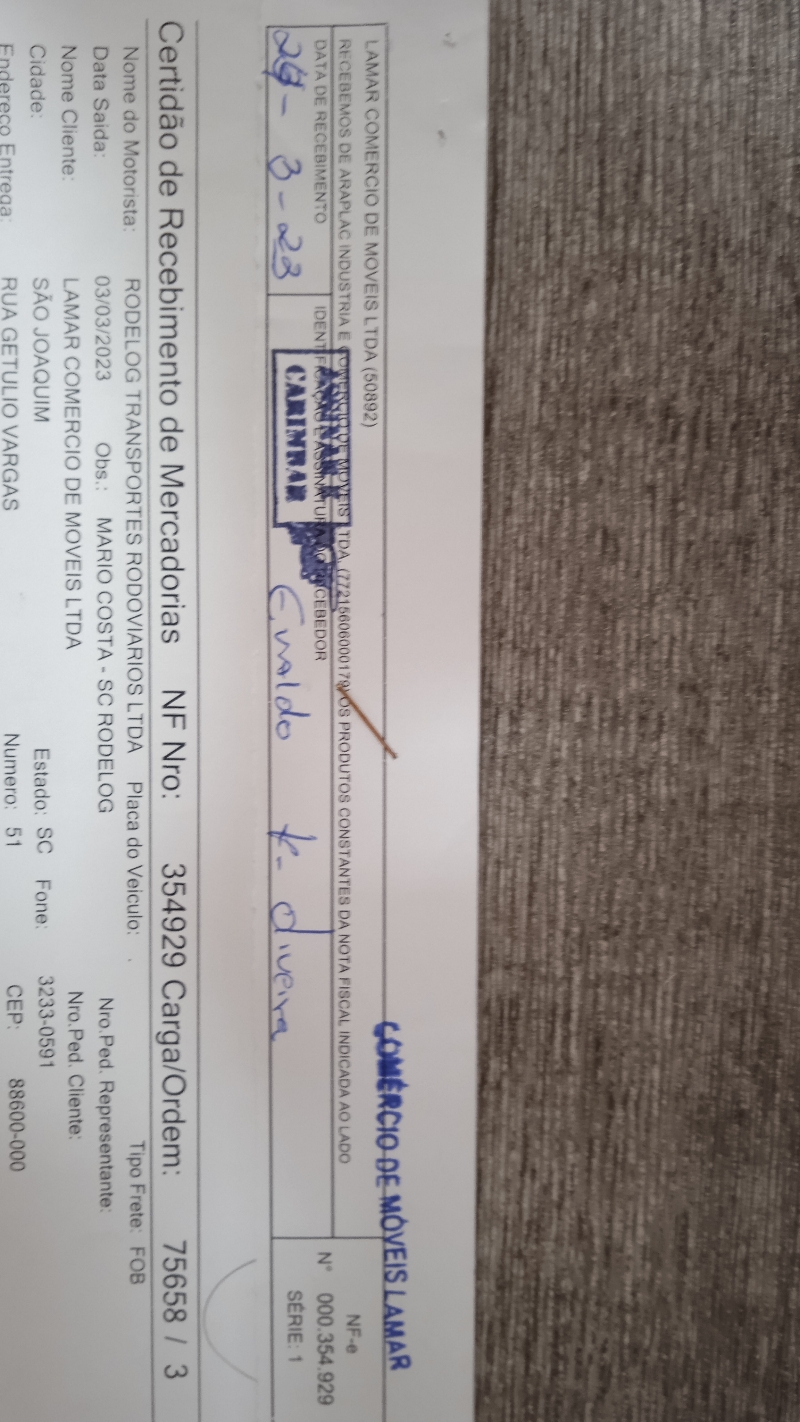 COMÉRCIO DE MÓVEIS LAMAR
LAMAR COMERCIO DE MOVEIS LTDA (50892)
RECEBEMOS DE ARAPLAC INDUSTRIA E COMERCIO DE MOVEIS LTDA (77215606000179) OS PRODUTOS CONSTANTES DA NOTA FISCAL INDICADA AO LADO
NF-e
DATA DE RECEBIMENTO IDENTIFICAÇÃO E ASSINATURA DO RECEBEDOR
Nº 000.354.929
SÉRIE: 1
ASSINAR E
CARIMBAR
24 - 3 - 23 Oliveira
Certidão de Recebimento de Mercadorias NF Nro: 354929 Carga/Ordem: 75658 / 3
Nome do Motorista: RODELOG TRANSPORTES RODOVIARIOS LTDA Placa do Veiculo: . Tipo Frete: FOB
Data Saida: 03/03/2023 Obs.: MARIO COSTA - SC RODELOG Nro.Ped. Representante:
Nome Cliente: LAMAR COMERCIO DE MOVEIS LTDA Nro.Ped. Cliente:
Cidade: SÃO JOAQUIM Estado: SC Fone: 3233-0591
Endereço Entrega: RUA GETULIO VARGAS Numero: 51 CEP: 88600-000